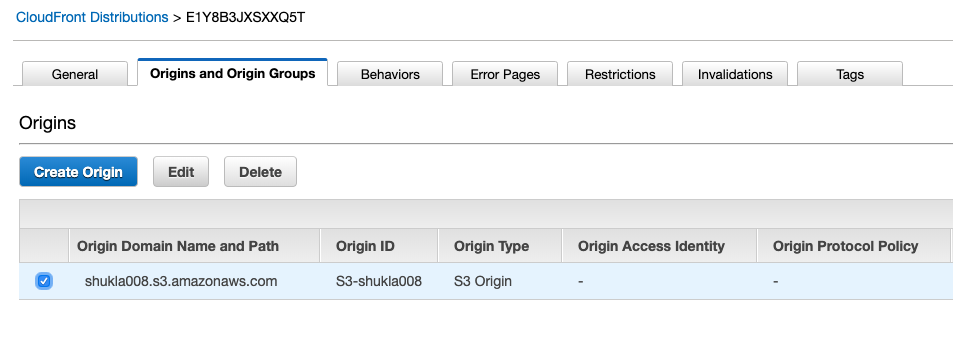 CloudFront Distributions > E1Y8B3JXSXXQ5T
General Origins and Origin Groups Behaviors Error Pages Restrictions Invalidations Tags
Origins
Create Origin Edit Delete
Origin Domain Name and Path Origin ID Origin Type Origin Access Identity Origin Protocol Policy
shukla008.s3.amazonaws.com S3-shukla008 S3 Origin - -